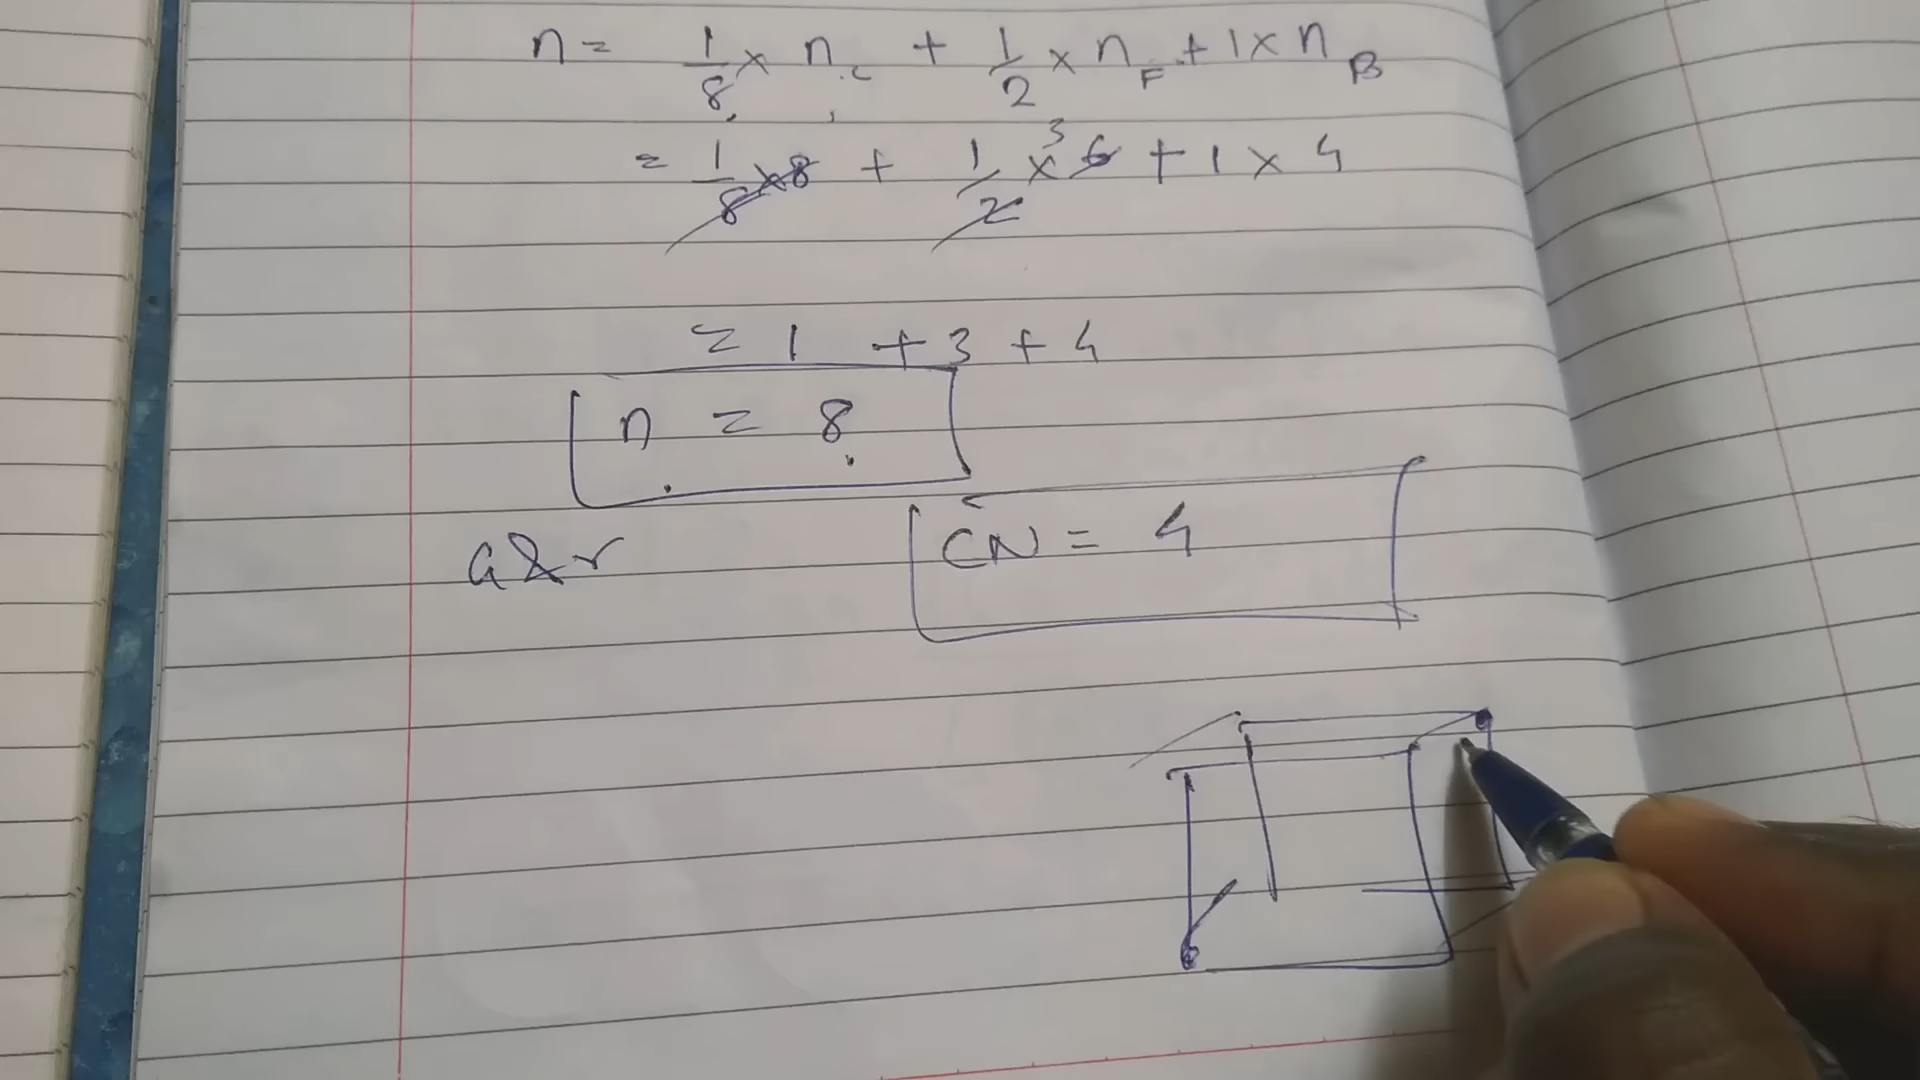 n = 1/8 × n_c + 1/2 × n_F + 1 × n_B
= 1/8 × 8 + 1/2 × 6 3 + 1 × 4
= 1 + 3 + 4
n = 8
a & r CN = 4